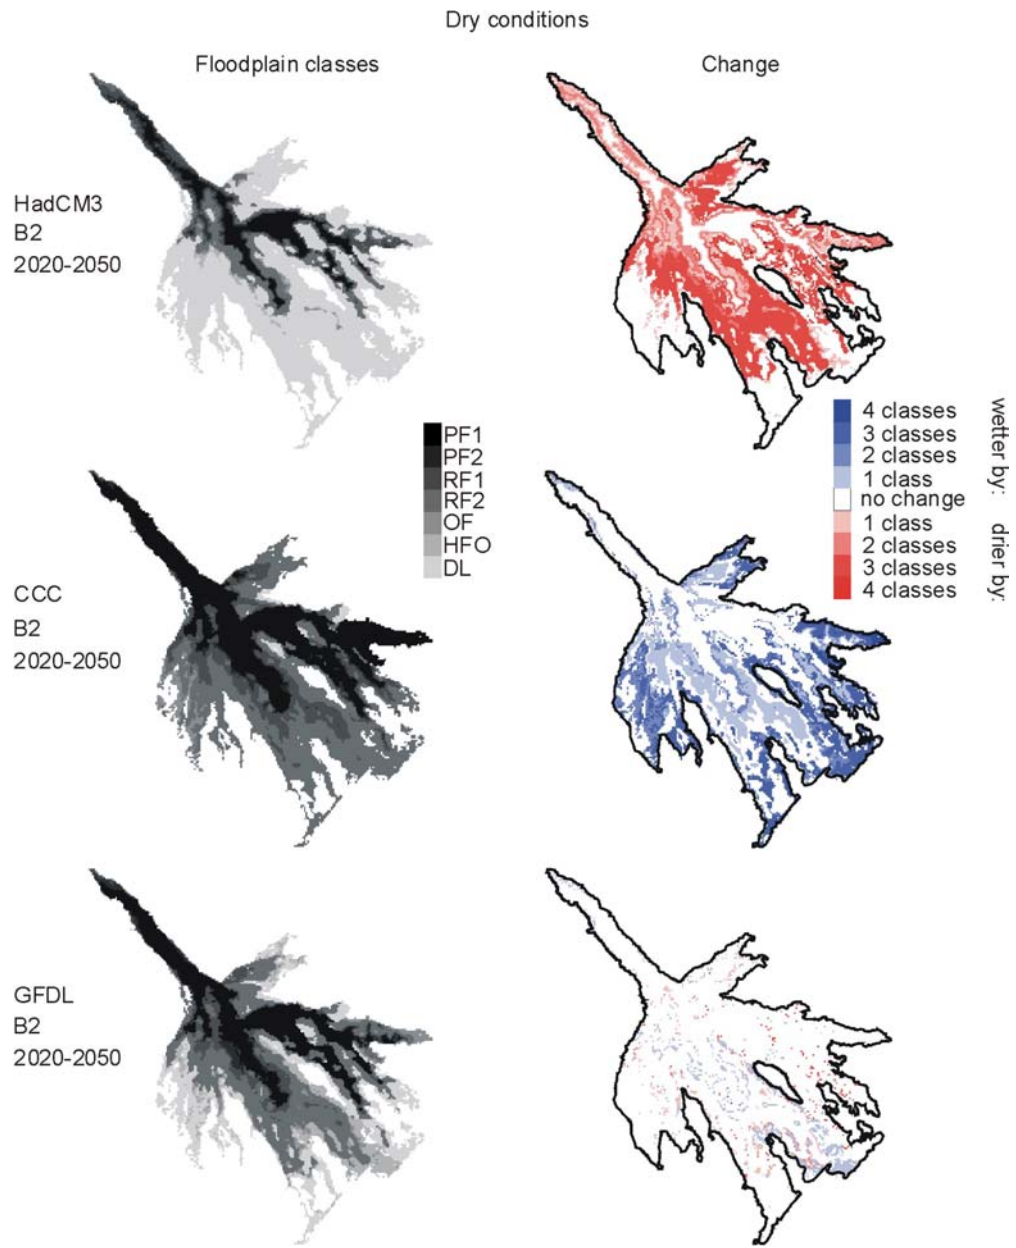 Dry conditions
Floodplain classes
Change
HadCM3
B2
2020-2050
PF1
PF2
RF1
RF2
OF
HFO
DL
4 classes
3 classes
2 classes
1 class
no change
1 class
2 classes
3 classes
4 classes
wetter by:
drier by:
CCC
B2
2020-2050
GFDL
B2
2020-2050